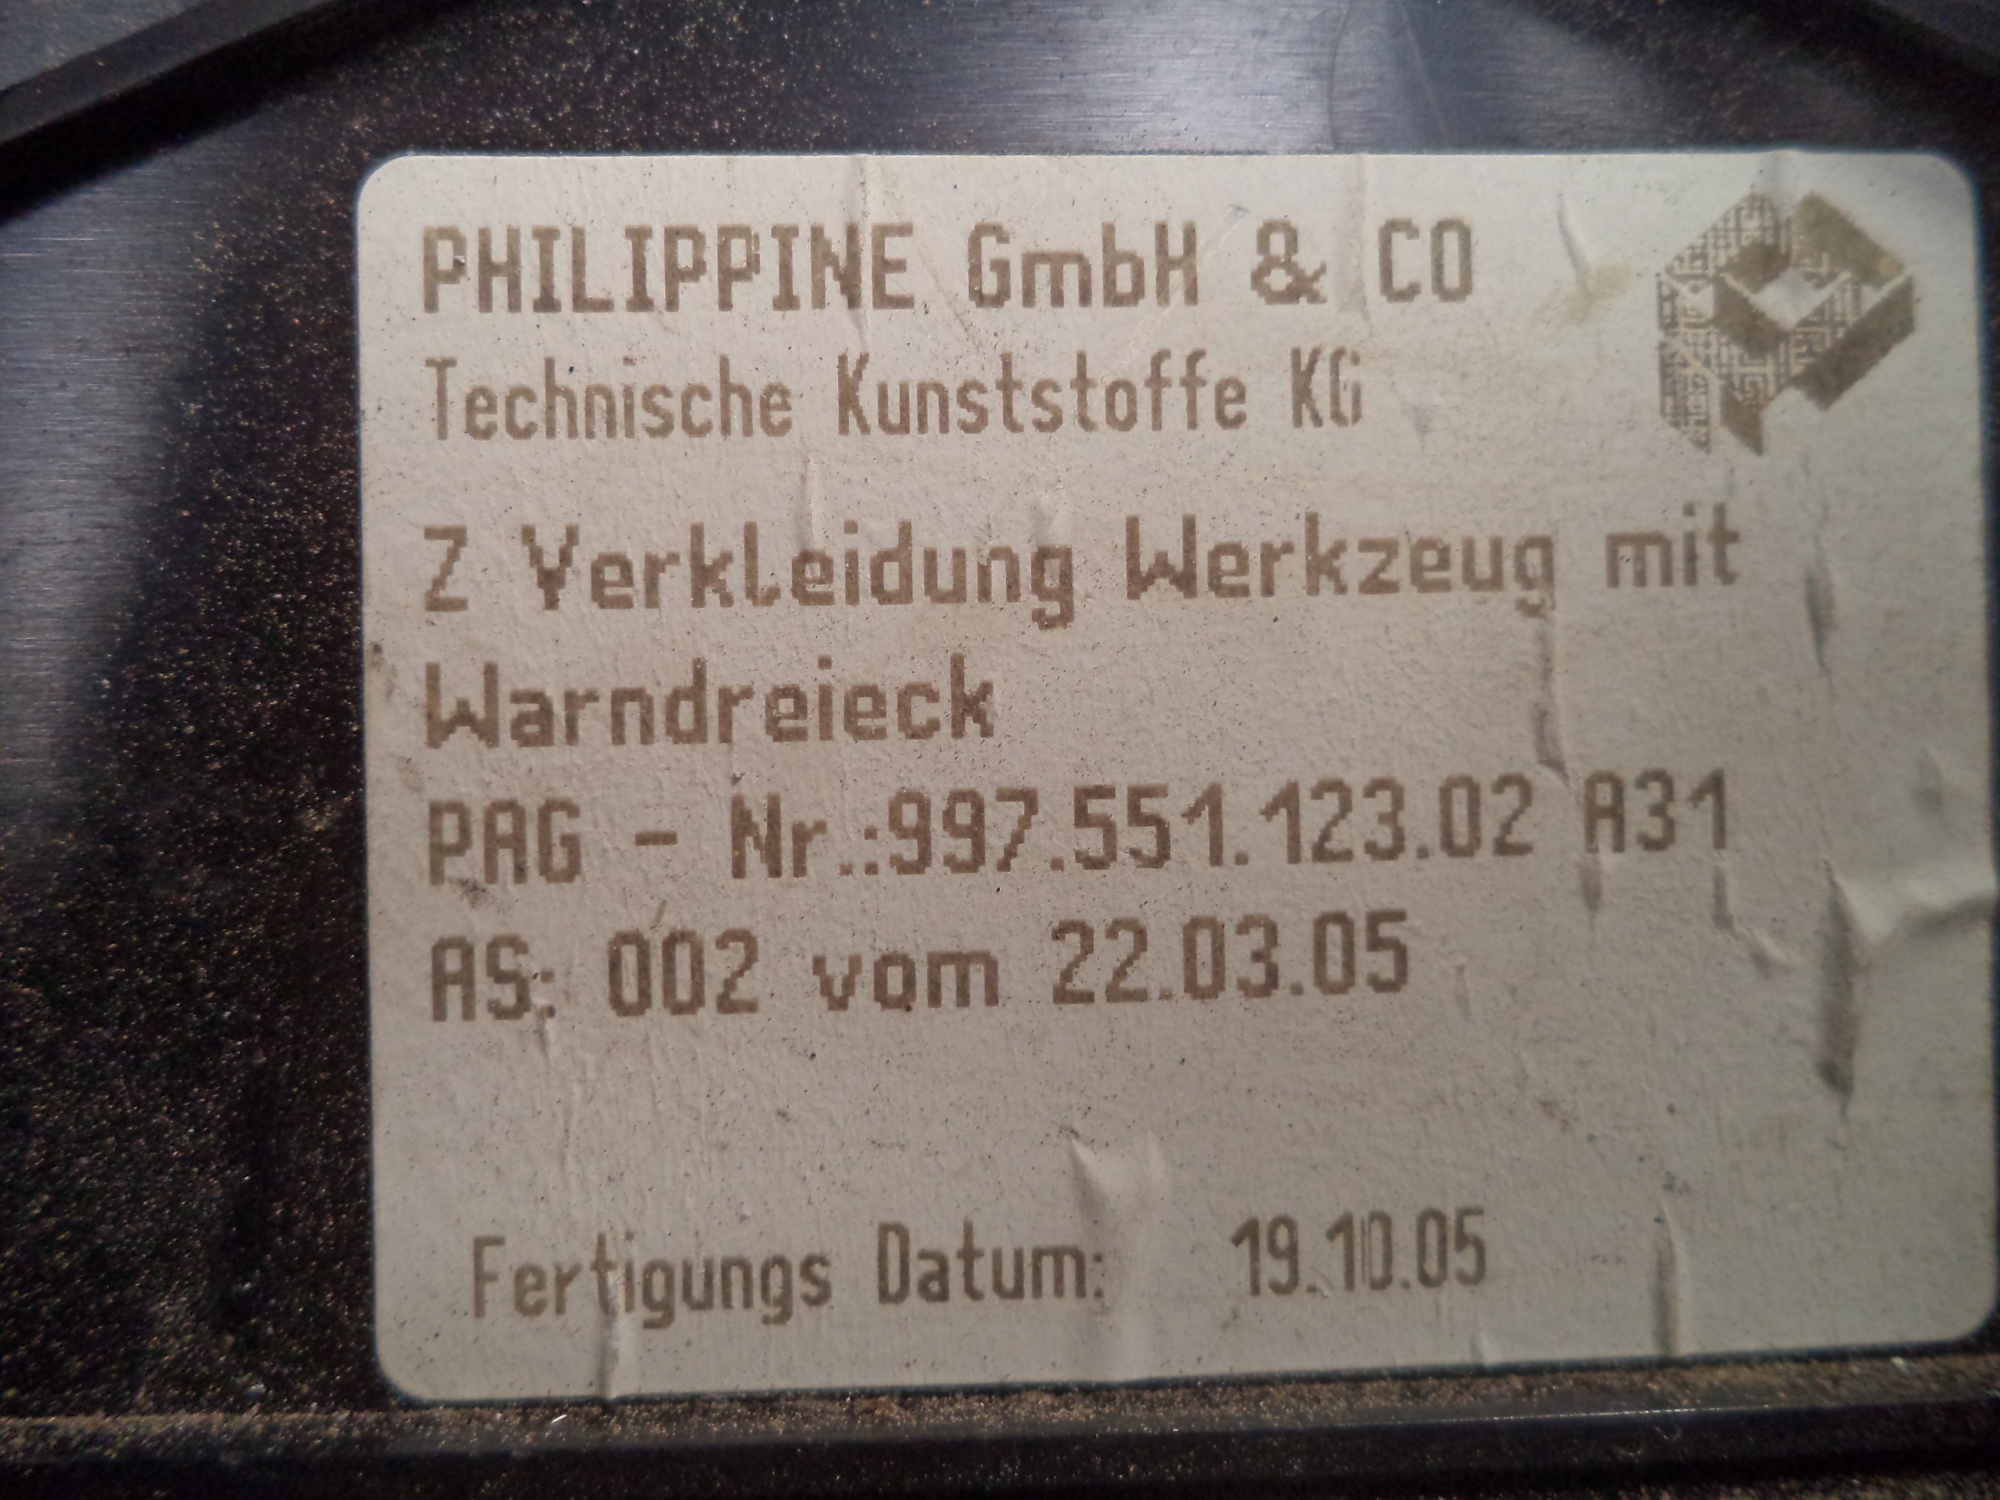 PHILIPPINE GmbH & CO
Technische Kunststoffe KG
Z Verkleidung Werkzeug mit
Warndreieck
PAG - Nr.:997.551.123.02 A31
AS: 002 vom 22.03.05
Fertigungs Datum: 19.10.05